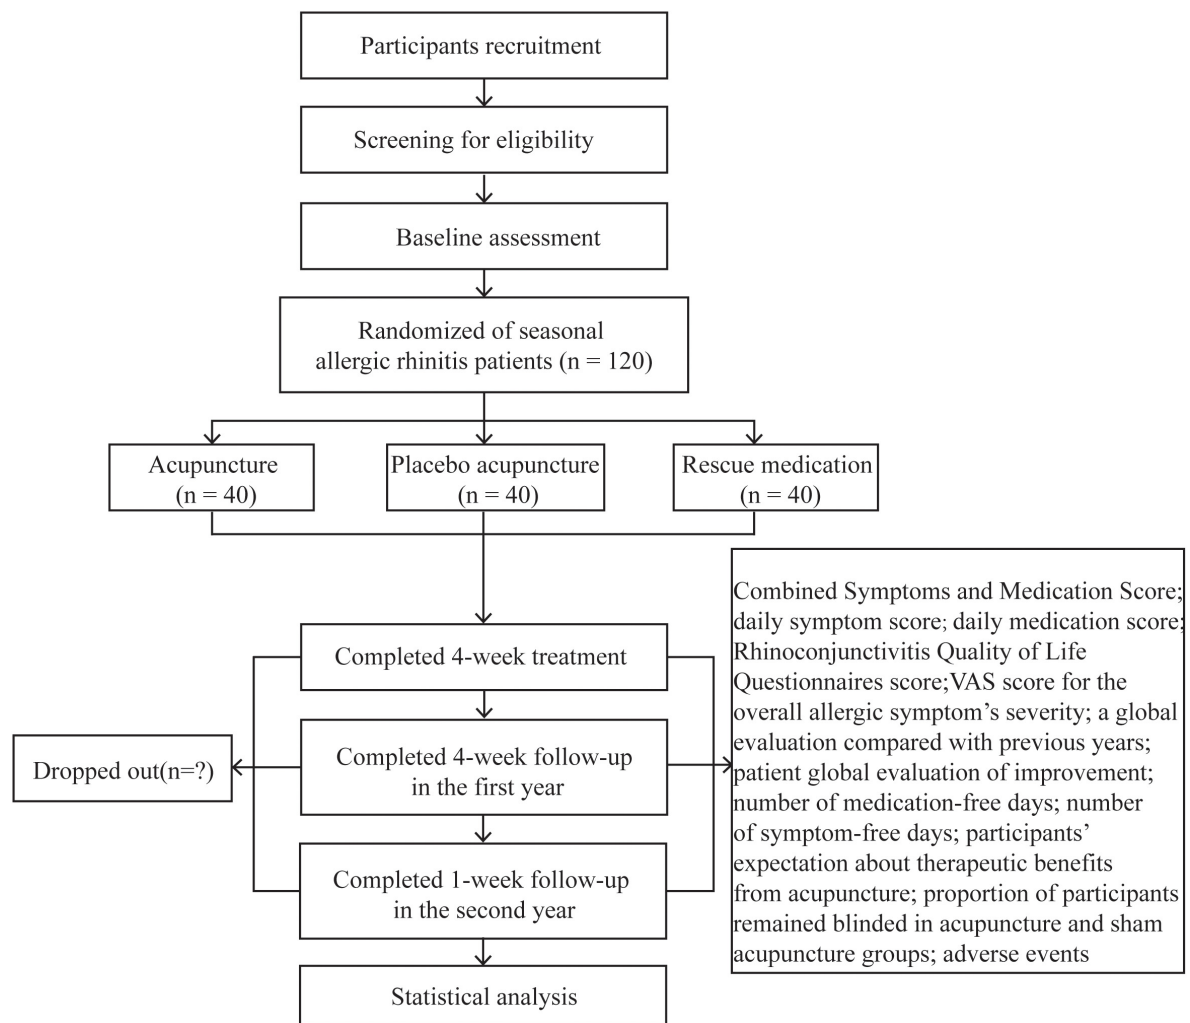 Participants recruitment
Screening for eligibility
Baseline assessment
Randomized of seasonal
allergic rhinitis patients (n = 120)
Acupuncture
(n = 40)
Placebo acupuncture
(n = 40)
Rescue medication
(n = 40)
Completed 4-week treatment
Completed 4-week follow-up
in the first year
Completed 1-week follow-up
in the second year
Dropped out(n=?)
Combined Symptoms and Medication Score;
daily symptom score; daily medication score;
Rhinoconjunctivitis Quality of Life
Questionnaires score;VAS score for the
overall allergic symptom’s severity; a global
evaluation compared with previous years;
patient global evaluation of improvement;
number of medication-free days; number
of symptom-free days; participants’
expectation about therapeutic benefits
from acupuncture; proportion of participants
remained blinded in acupuncture and sham
acupuncture groups; adverse events
Statistical analysis